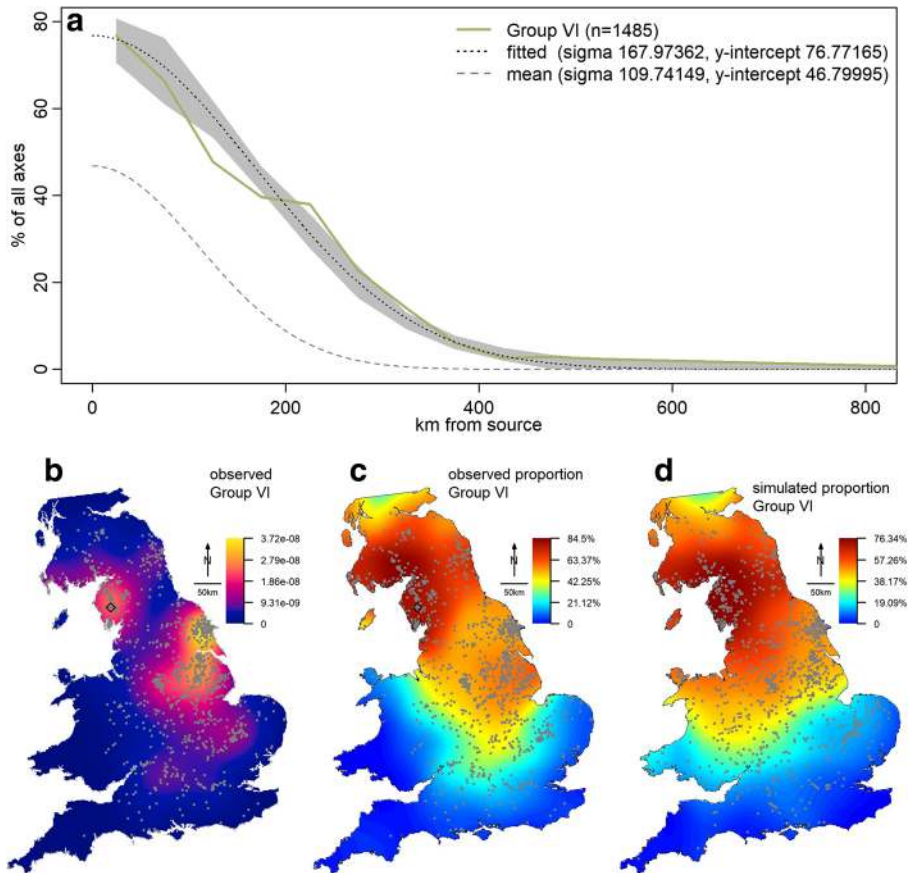 a
Group VI (n=1485)
fitted (sigma 167.97362, y-intercept 76.77165)
mean (sigma 109.74149, y-intercept 46.79995)
% of all axes
80
60
40
20
0
0 200 400 600 800
km from source
b
observed
Group VI
3.72e-08
2.79e-08
1.86e-08
9.31e-09
0
N
50km
c
observed proportion
Group VI
84.5%
63.37%
42.25%
21.12%
0
N
50km
d
simulated proportion
Group VI
76.34%
57.26%
38.17%
19.09%
0
N
50km